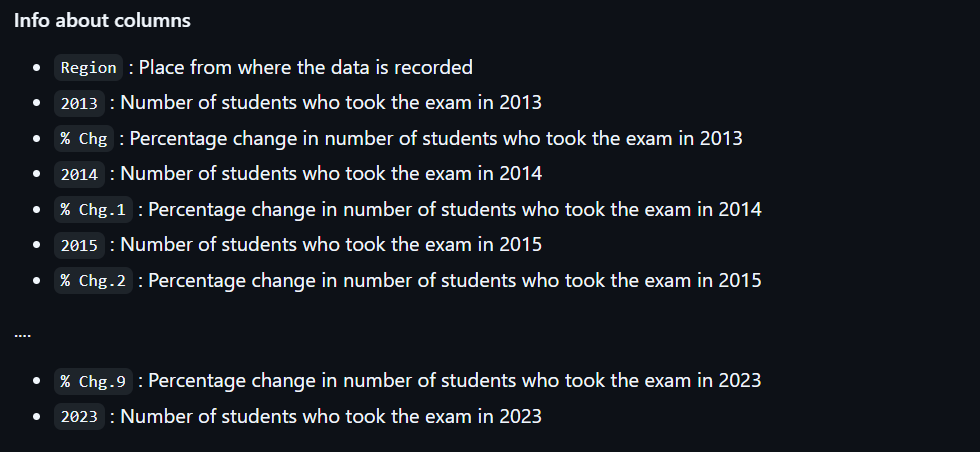 Info about columns
• Region : Place from where the data is recorded
• 2013 : Number of students who took the exam in 2013
• % Chg : Percentage change in number of students who took the exam in 2013
• 2014 : Number of students who took the exam in 2014
• % Chg.1 : Percentage change in number of students who took the exam in 2014
• 2015 : Number of students who took the exam in 2015
• % Chg.2 : Percentage change in number of students who took the exam in 2015
....
• % Chg.9 : Percentage change in number of students who took the exam in 2023
• 2023 : Number of students who took the exam in 2023